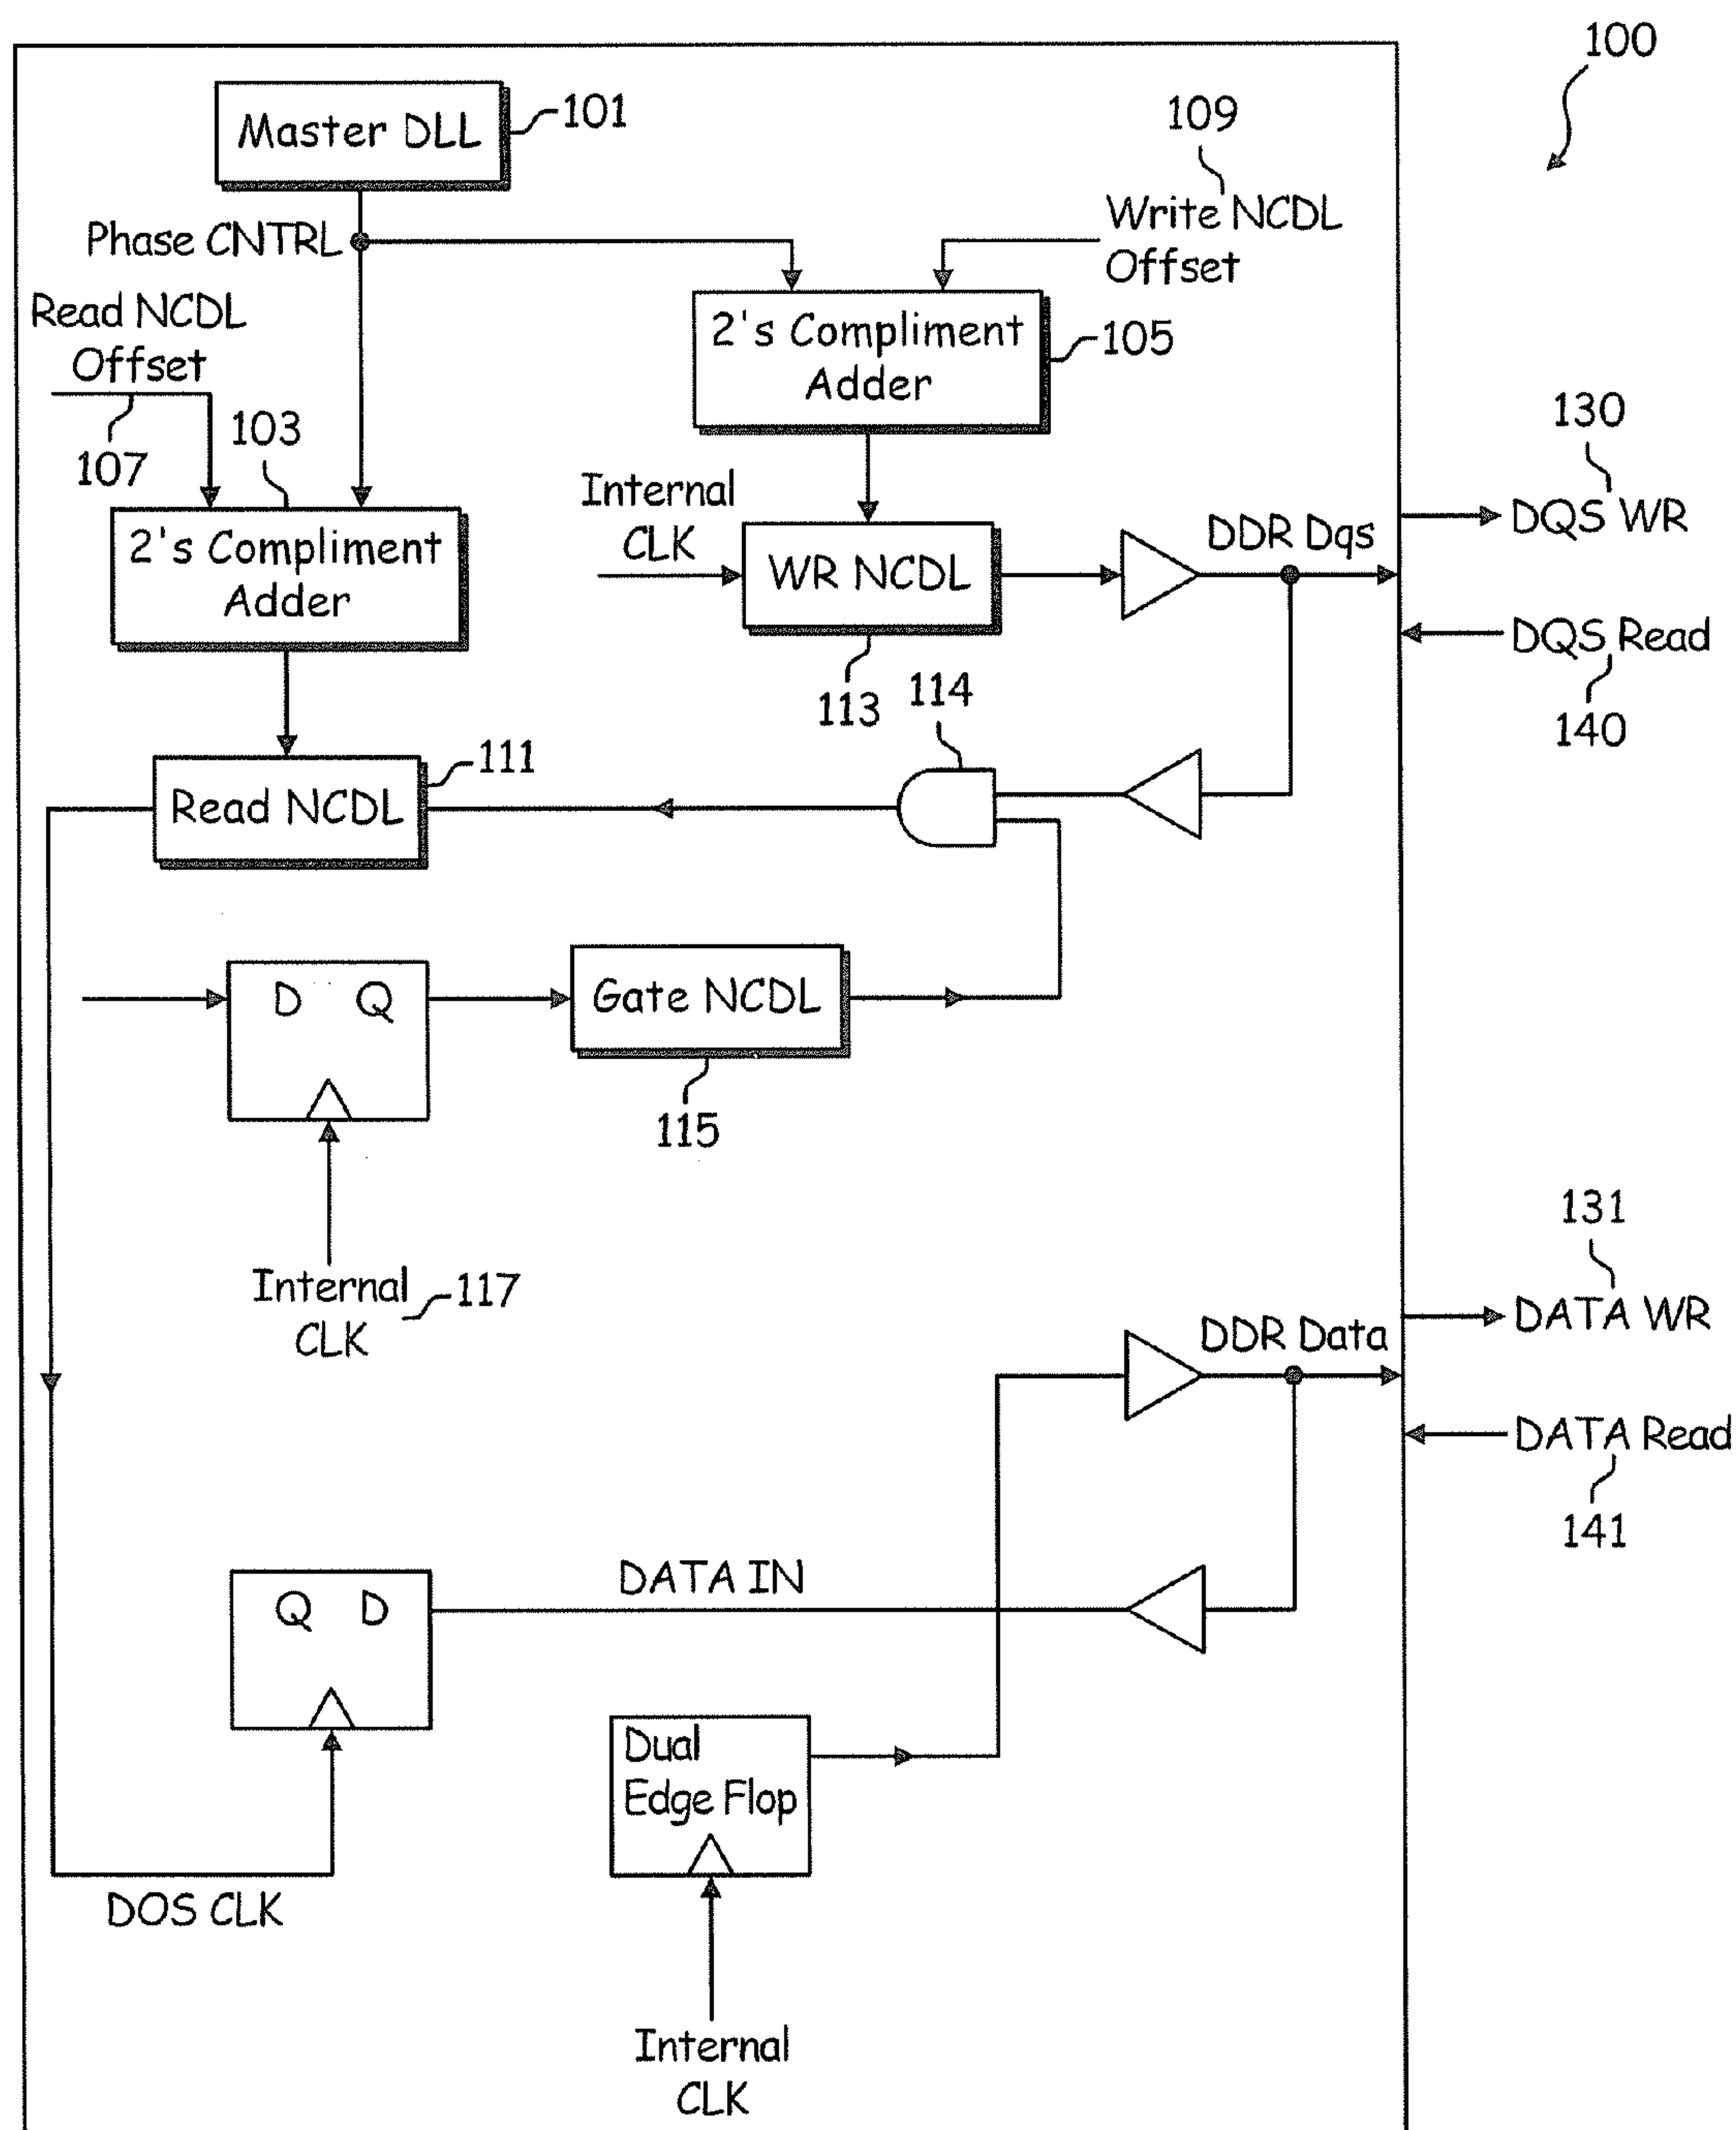 100
Master DLL
101
109
Write NCDL
Offset
Phase CNTRL
Read NCDL
Offset
107
103
2's Compliment
Adder
105
2's Compliment
Adder
Internal
CLK
WR NCDL
113
DDR Dqs
130
DQS WR
DQS Read
140
114
Read NCDL
111
D Q
Gate NCDL
115
Internal
CLK
117
131
DATA WR
DDR Data
DATA Read
141
DATA IN
Q D
Dual
Edge Flop
DOS CLK
Internal
CLK